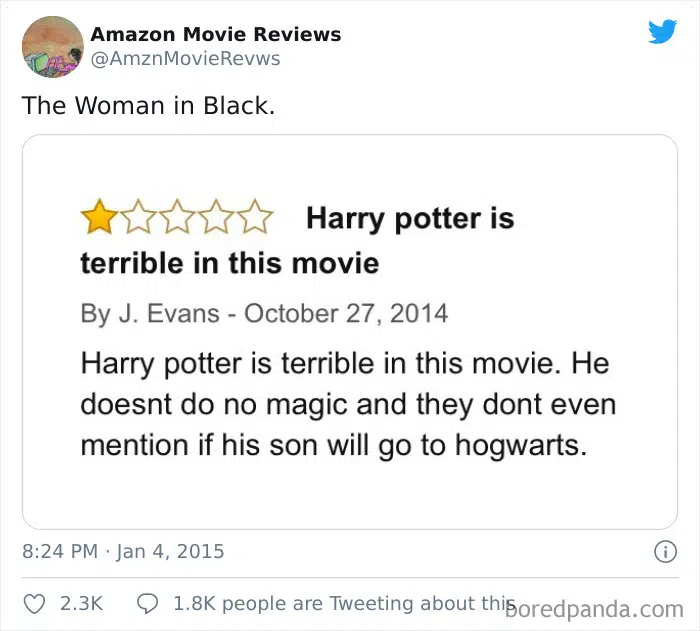 Amazon Movie Reviews
@AmznMovieRevws
The Woman in Black.
Harry potter is
terrible in this movie
By J. Evans - October 27, 2014
Harry potter is terrible in this movie. He
doesnt do no magic and they dont even
mention if his son will go to hogwarts.
8:24 PM · Jan 4, 2015
2.3K 1.8K people are Tweeting about this
boredpanda.com